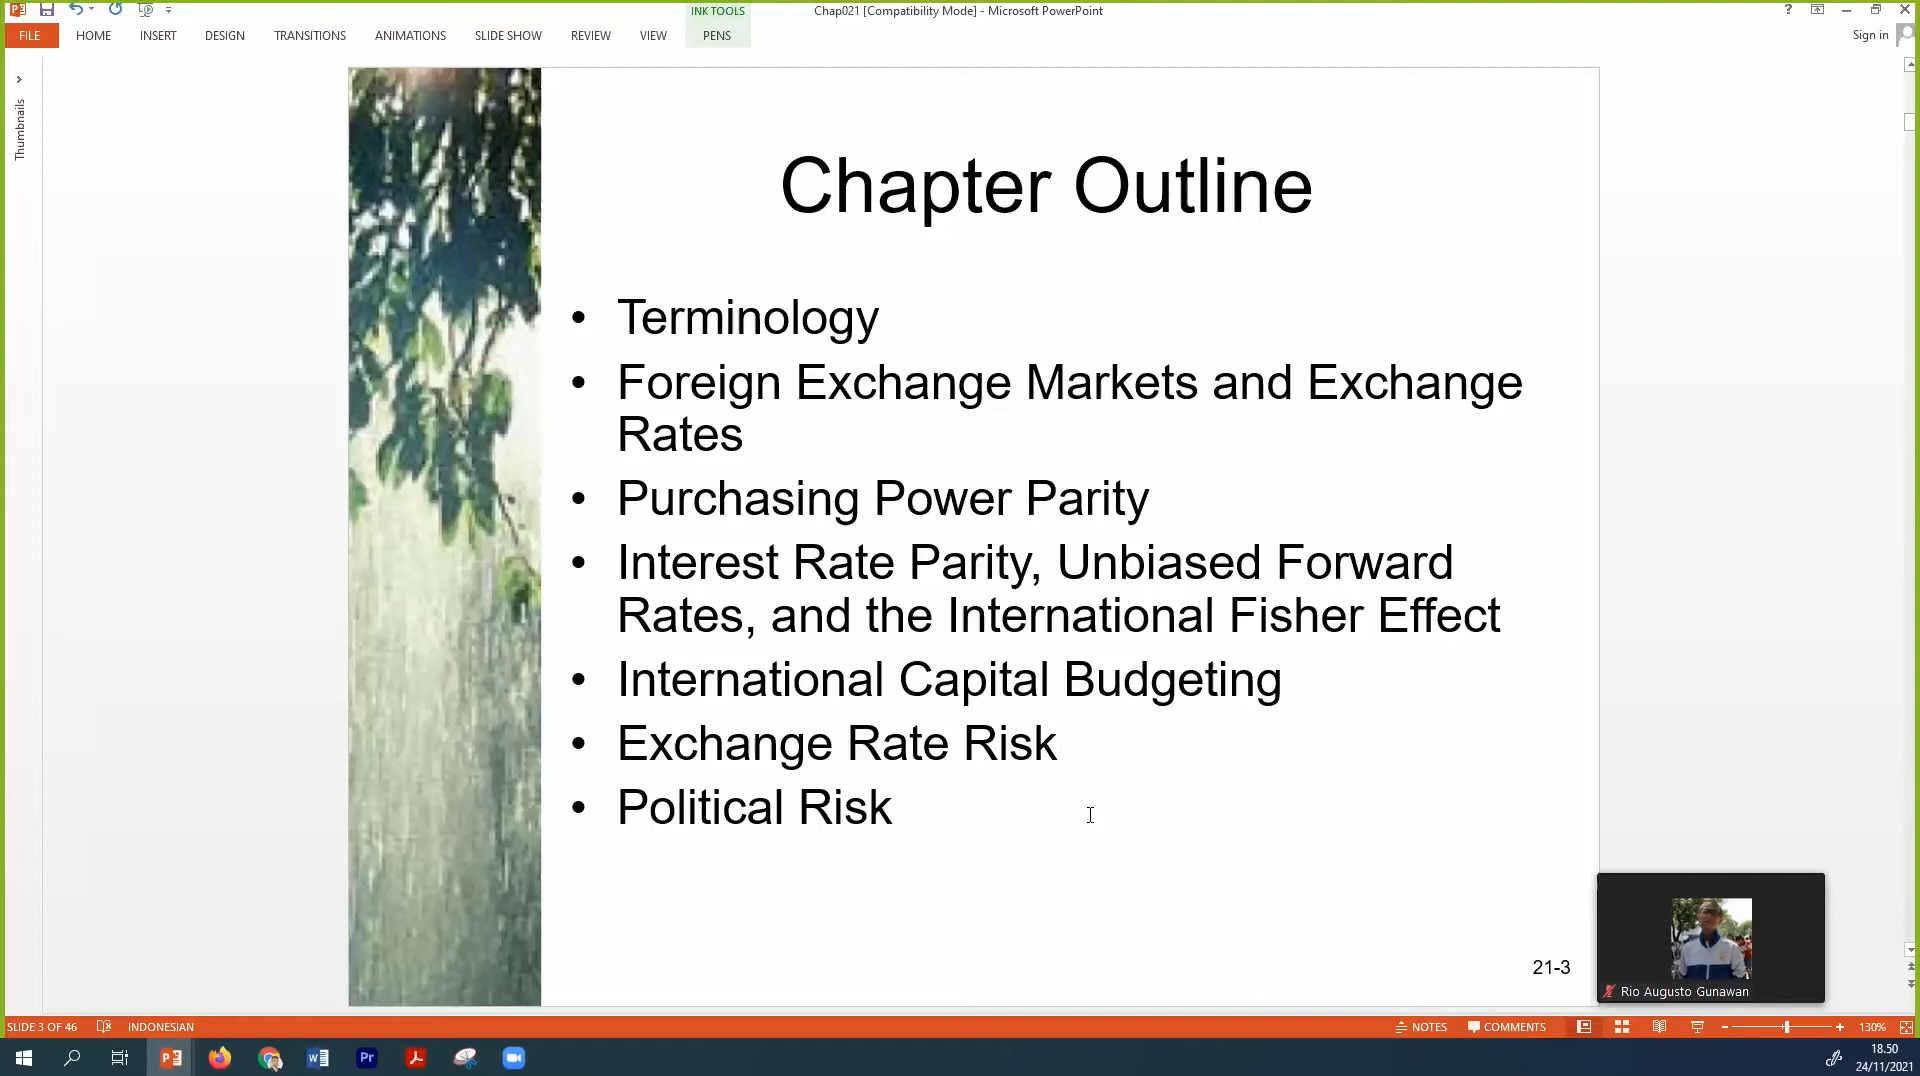 INK TOOLS
Chap021 [Compatibility Mode] - Microsoft PowerPoint
?
FILE
HOME
INSERT
DESIGN
TRANSITIONS
ANIMATIONS
SLIDE SHOW
REVIEW
VIEW
PENS
Sign in
Thumbnails
Chapter Outline
• Terminology
• Foreign Exchange Markets and Exchange
Rates
• Purchasing Power Parity
• Interest Rate Parity, Unbiased Forward
Rates, and the International Fisher Effect
• International Capital Budgeting
• Exchange Rate Risk
• Political Risk
21-3
Rio Augusto Gunawan
SLIDE 3 OF 46
INDONESIAN
NOTES
COMMENTS
130%
Pr
18.50
24/11/2021